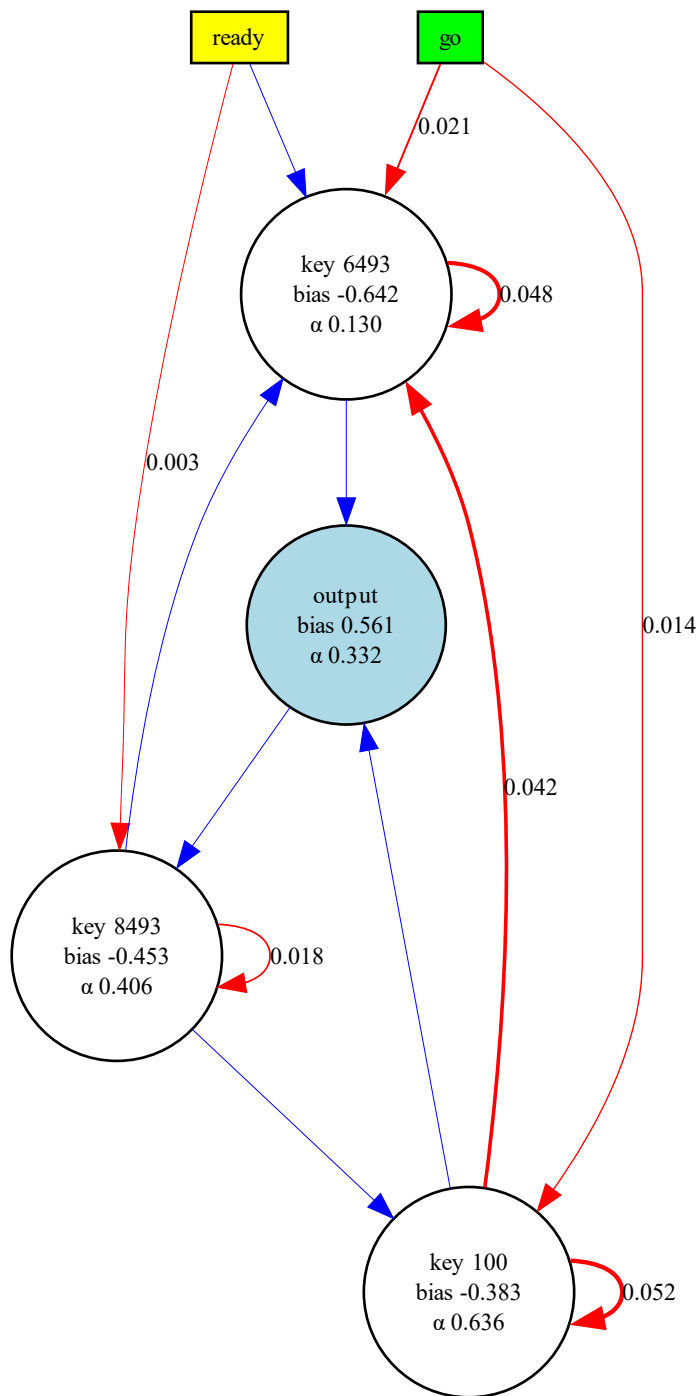 ready
go
0.021
key 6493
bias -0.642
α 0.130
0.048
0.003
output
bias 0.561
α 0.332
0.014
0.042
key 8493
bias -0.453
α 0.406
0.018
key 100
bias -0.383
α 0.636
0.052